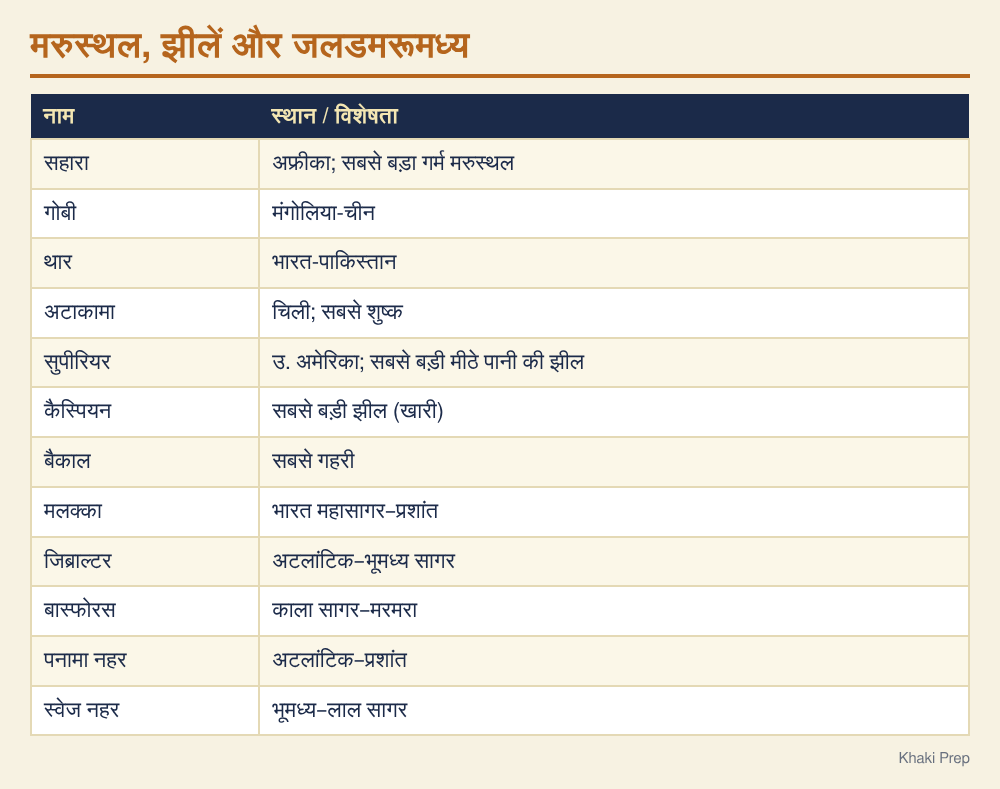 मरुस्थल, झीलें और जलडमरूमध्य
नाम स्थान / विशेषता
सहारा अफ्रीका; सबसे बड़ा गर्म मरुस्थल
गोबी मंगोलिया-चीन
थार भारत-पाकिस्तान
अटाकामा चिली; सबसे शुष्क
सुपीरियर उ. अमेरिका; सबसे बड़ी मीठे पानी की झील
कैस्पियन सबसे बड़ी झील (खारी)
बैकाल सबसे गहरी
मलक्का भारत महासागर–प्रशांत
जिब्राल्टर अटलांटिक–भूमध्य सागर
बास्फोरस काला सागर–मरमरा
पनामा नहर अटलांटिक–प्रशांत
स्वेज नहर भूमध्य–लाल सागर
Khaki Prep